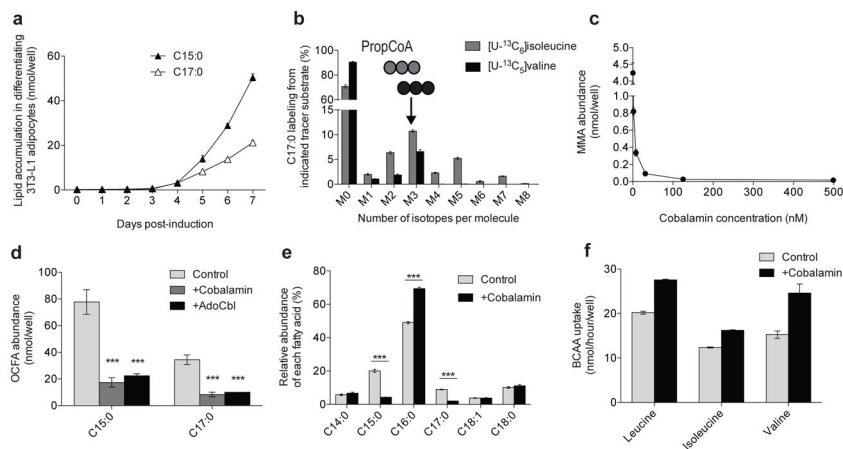 a
Lipid accumulation in differentiating
3T3-L1 adipocytes (nmol/well)
60
40
20
0
C15:0
C17:0
0 1 2 3 4 5 6 7
Days post-induction
b
C17:0 labeling from
indicated tracer substrate (%)
100
80
60
15
10
5
0
PropCoA
[U-¹³C₆]isoleucine
[U-¹³C₅]valine
M0 M1 M2 M3 M4 M5 M6 M7 M8
Number of isotopes per molecule
c
MMA abundance
(nmol/well)
5.0
4.5
4.0
1.0
0.8
0.6
0.4
0.2
0
0 100 200 300 400 500
Cobalamin concentration (nM)
d
OCFA abundance
(nmol/well)
100
80
60
40
20
0
Control
+Cobalamin
+AdoCbl
*** ***
*** ***
C15:0 C17:0
e
Relative abundance
of each fatty acid (%)
80
60
40
20
0
Control
+Cobalamin
***
***
***
C14:0 C15:0 C16:0 C17:0 C18:1 C18:0
f
BCAA uptake
(nmol/hour/well)
40
30
20
10
0
Control
+Cobalamin
Leucine Isoleucine Valine